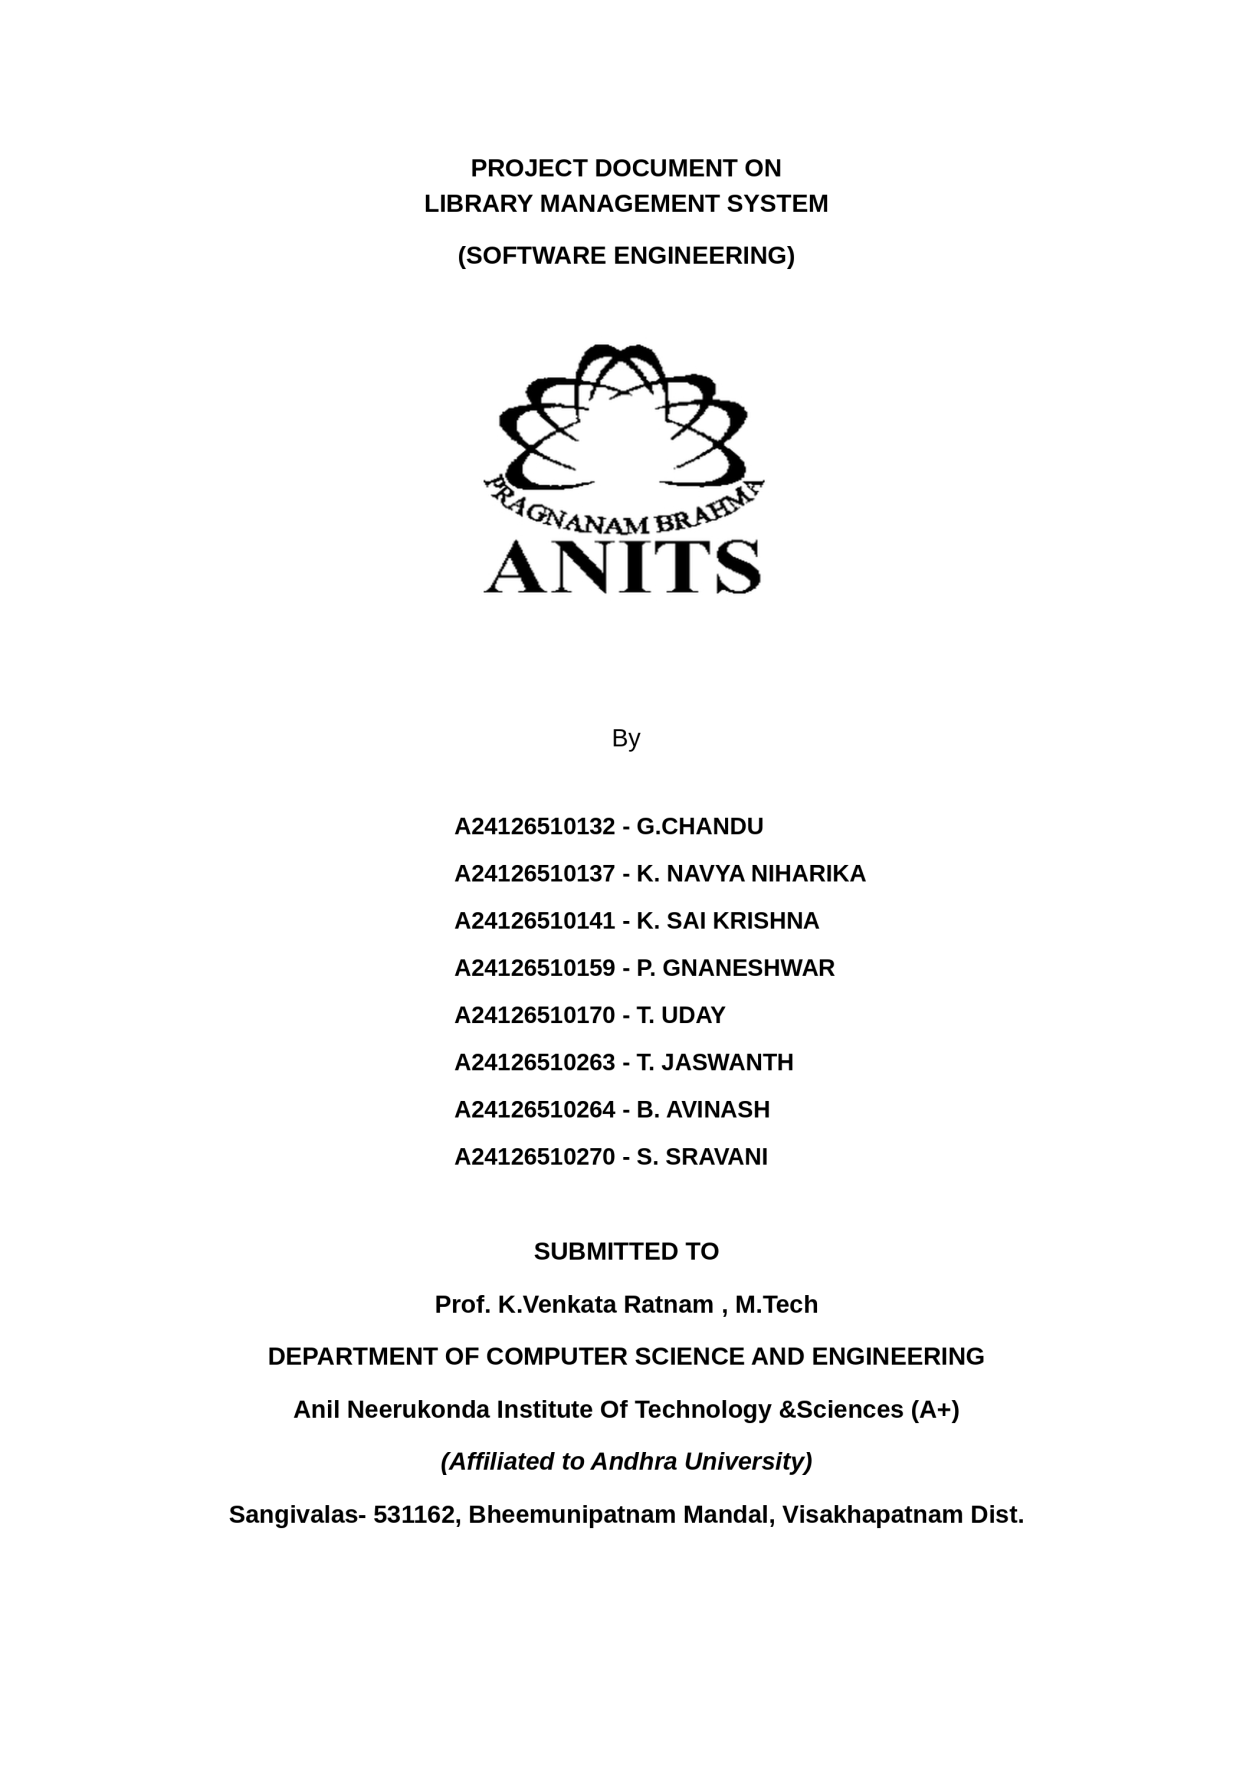 PROJECT DOCUMENT ON
LIBRARY MANAGEMENT SYSTEM
(SOFTWARE ENGINEERING)
PRAGNANAM BRAHMA
ANITS
By
A24126510132 - G.CHANDU
A24126510137 - K. NAVYA NIHARIKA
A24126510141 - K. SAI KRISHNA
A24126510159 - P. GNANESHWAR
A24126510170 - T. UDAY
A24126510263 - T. JASWANTH
A24126510264 - B. AVINASH
A24126510270 - S. SRAVANI
SUBMITTED TO
Prof. K.Venkata Ratnam , M.Tech
DEPARTMENT OF COMPUTER SCIENCE AND ENGINEERING
Anil Neerukonda Institute Of Technology &Sciences (A+)
(Affiliated to Andhra University)
Sangivalas- 531162, Bheemunipatnam Mandal, Visakhapatnam Dist.